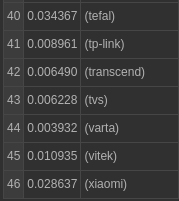 40 0.034367 (tefal)
41 0.008961 (tp-link)
42 0.006490 (transcend)
43 0.006228 (tvs)
44 0.003932 (varta)
45 0.010935 (vitek)
46 0.028637 (xiaomi)